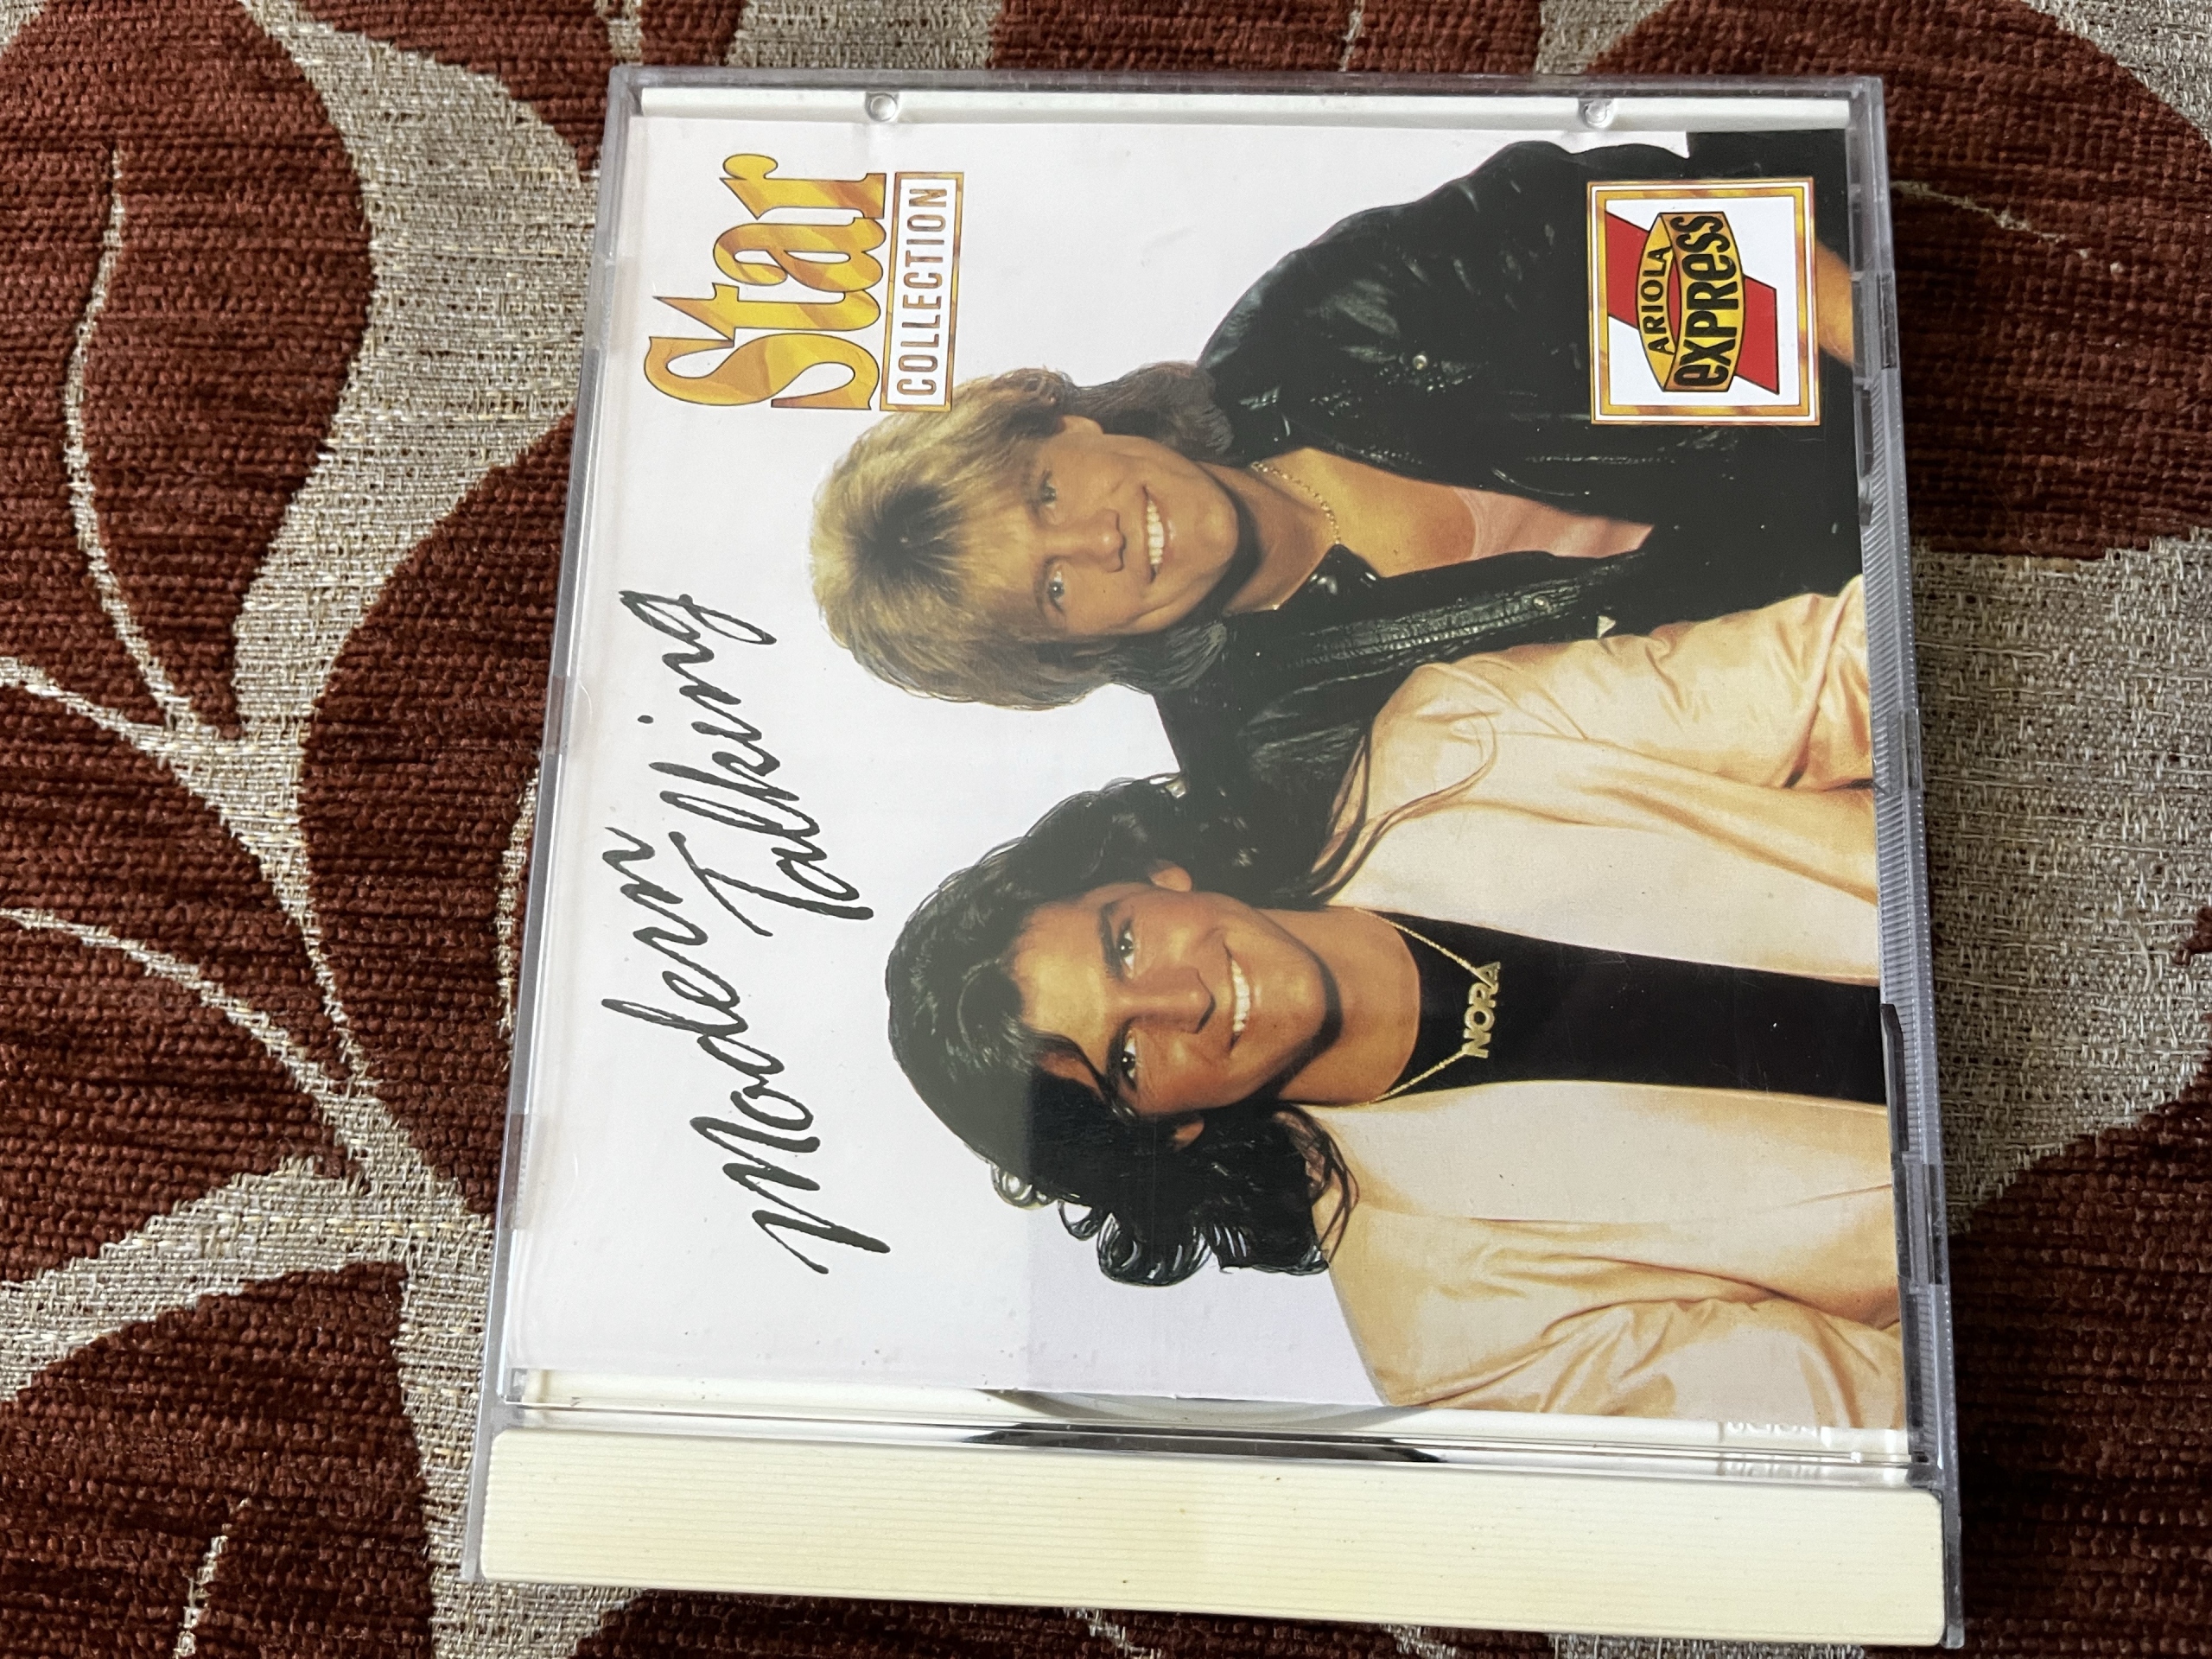 Star
COLLECTION
Modern
Talking
NORA
ARIOLA
eXPReSS